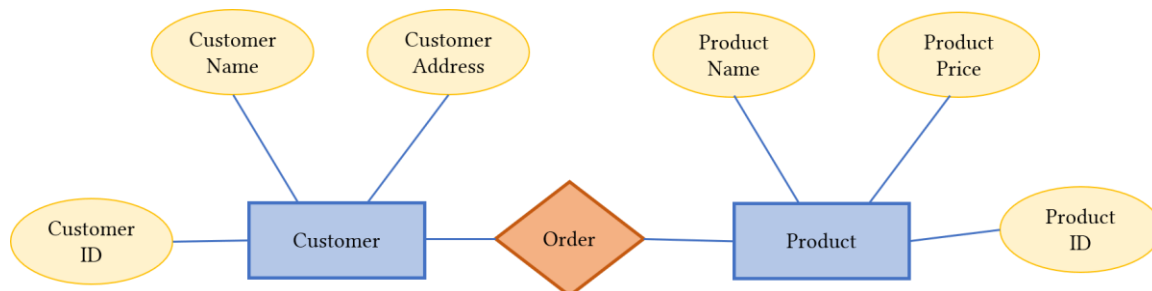 Customer
Name
Customer
Address
Product
Name
Product
Price
Customer
ID
Customer
Order
Product
Product
ID